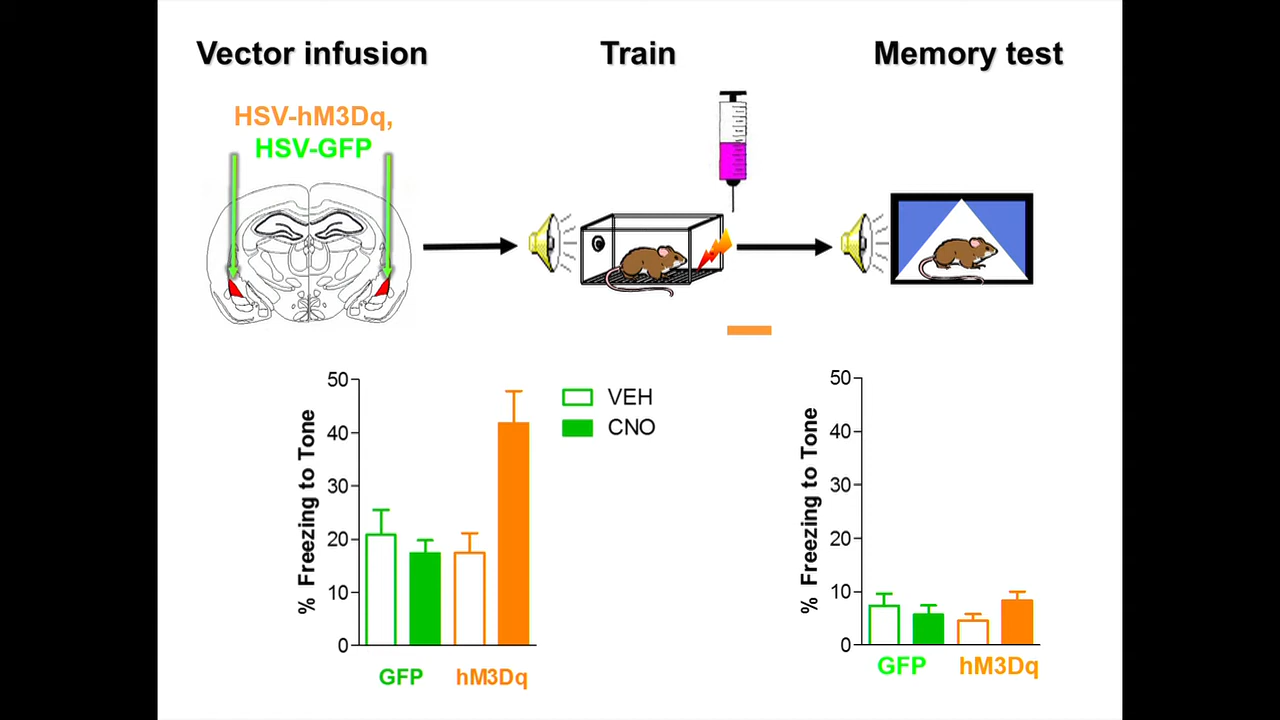 Vector infusion
Train
Memory test
HSV-hM3Dq,
HSV-GFP
% Freezing to Tone
50
40
30
20
10
0
GFP
hM3Dq
VEH
CNO
% Freezing to Tone
50
40
30
20
10
0
GFP
hM3Dq